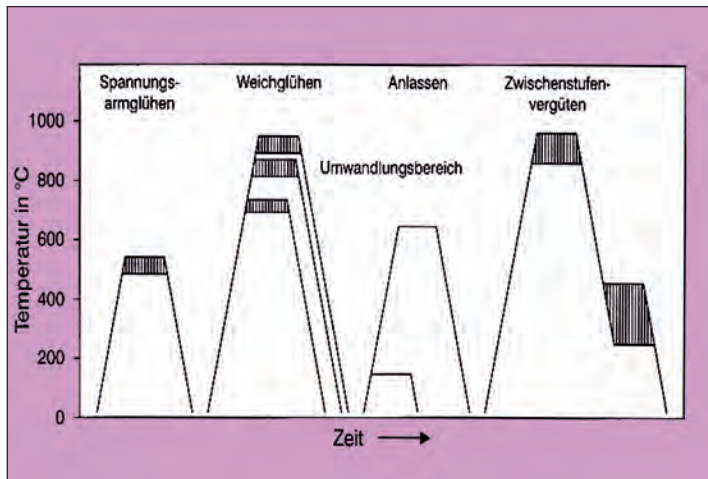 Spannungs-
armglühen
Weichglühen
Anlassen
Zwischenstufen-
vergüten
Umwandlungsbereich
Temperatur in °C
1000
800
600
400
200
0
Zeit